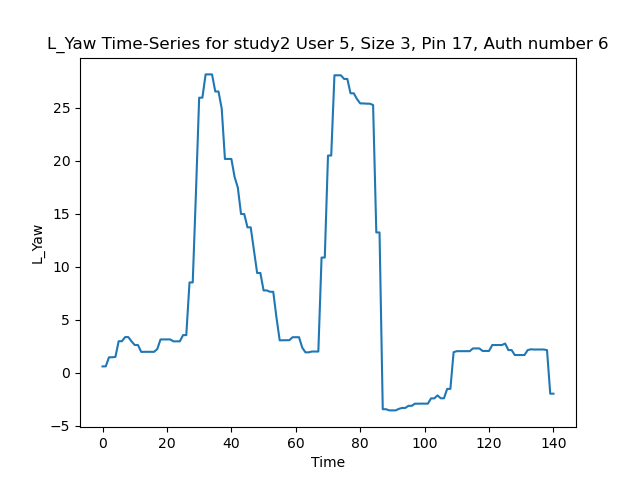 L_Yaw Time-Series for study2 User 5, Size 3, Pin 17, Auth number 6
25
20
15
10
5
0
−5
L_Yaw
0 20 40 60 80 100 120 140
Time